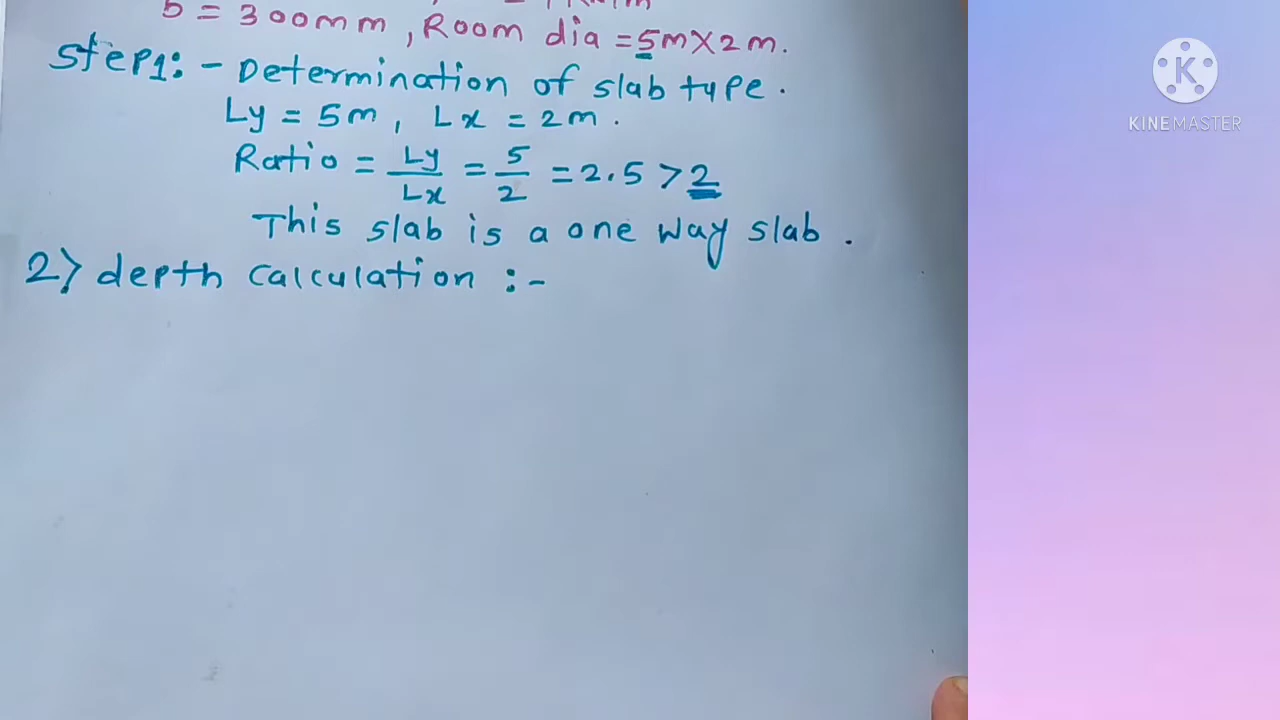 b = 300mm, Room dia = 5m X 2m.
Step1: - Determination of slab type.
Ly = 5m, Lx = 2m.
Ratio = Ly/Lx = 5/2 = 2.5 > 2
This slab is a one way slab.
2) depth calculation :-
K
KINEMASTER